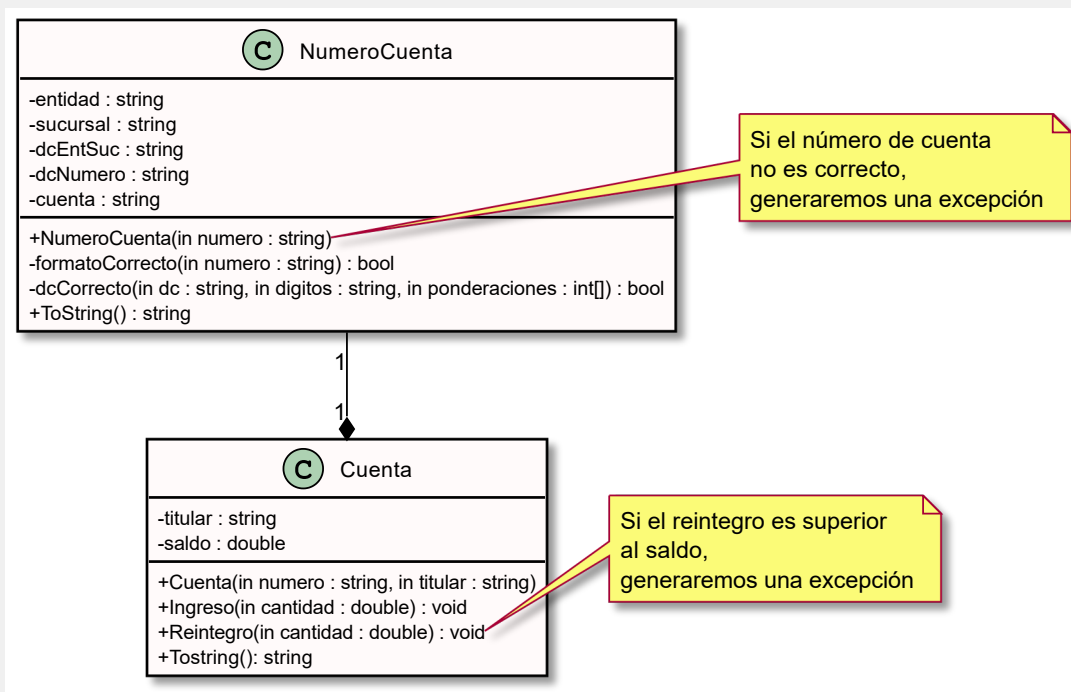 C NumeroCuenta
-entidad : string
-sucursal : string
-dcEntSuc : string
-dcNumero : string
-cuenta : string
+NumeroCuenta(in numero : string)
-formatoCorrecto(in numero : string) : bool
-dcCorrecto(in dc : string, in digitos : string, in ponderaciones : int[]) : bool
+ToString() : string
Si el número de cuenta
no es correcto,
generaremos una excepción
1
1
C Cuenta
-titular : string
-saldo : double
+Cuenta(in numero : string, in titular : string)
+Ingreso(in cantidad : double) : void
+Reintegro(in cantidad : double) : void
+Tostring(): string
Si el reintegro es superior
al saldo,
generaremos una excepción